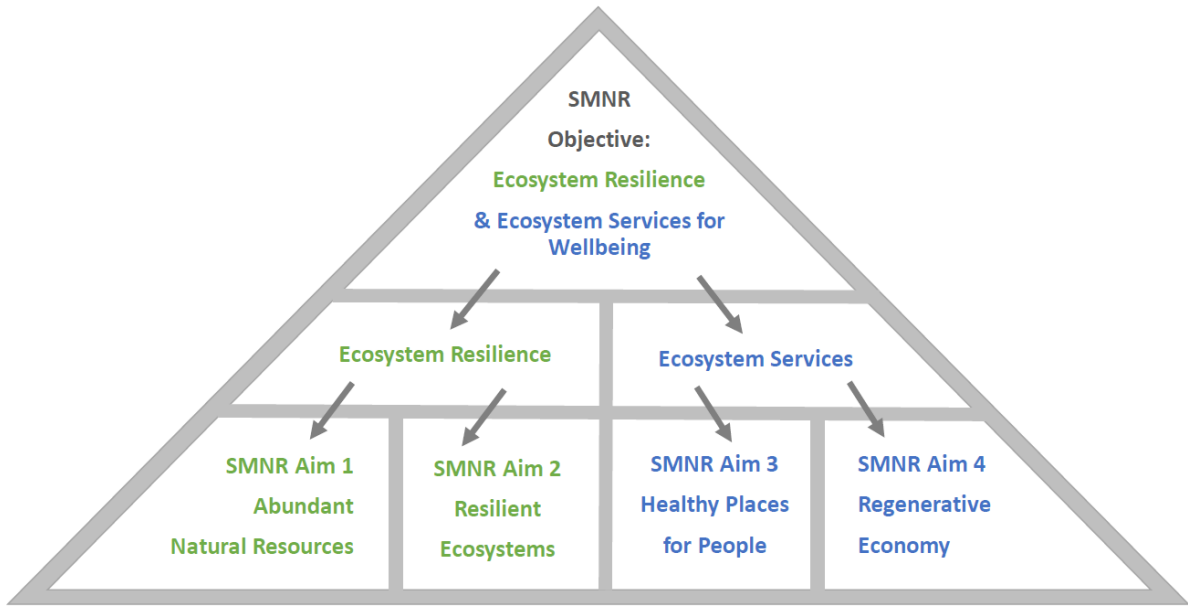 SMNR
Objective:
Ecosystem Resilience
& Ecosystem Services for
Wellbeing
Ecosystem Resilience
Ecosystem Services
SMNR Aim 1
Abundant
Natural Resources
SMNR Aim 2
Resilient
Ecosystems
SMNR Aim 3
Healthy Places
for People
SMNR Aim 4
Regenerative
Economy